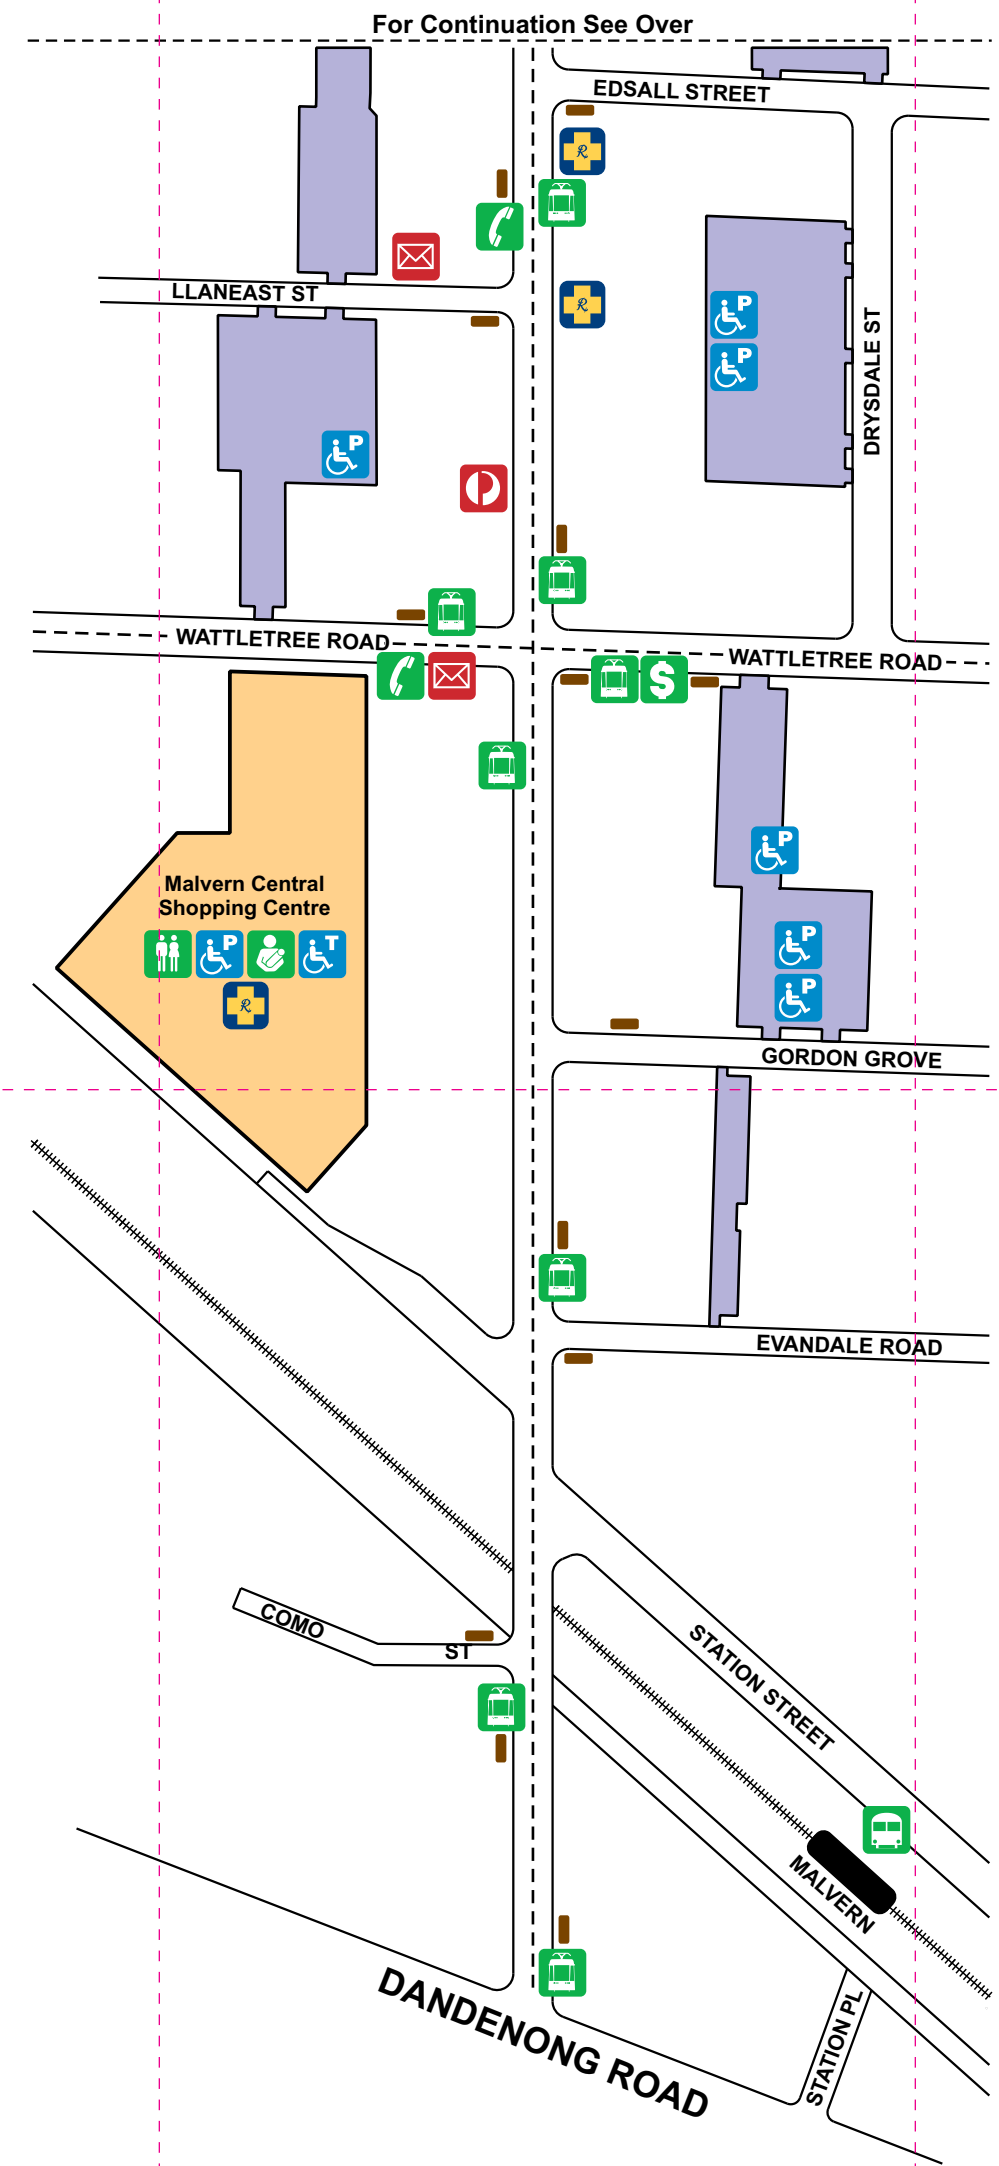 For Continuation See Over
EDSALL STREET
LLANEAST ST
P
P
DRYSDALE ST
P
WATTLETREE ROAD
WATTLETREE ROAD
$
P
Malvern Central
Shopping Centre
P
T
P
P
GORDON GROVE
EVANDALE ROAD
COMO
ST
STATION STREET
MALVERN
DANDENONG ROAD
STATION PL